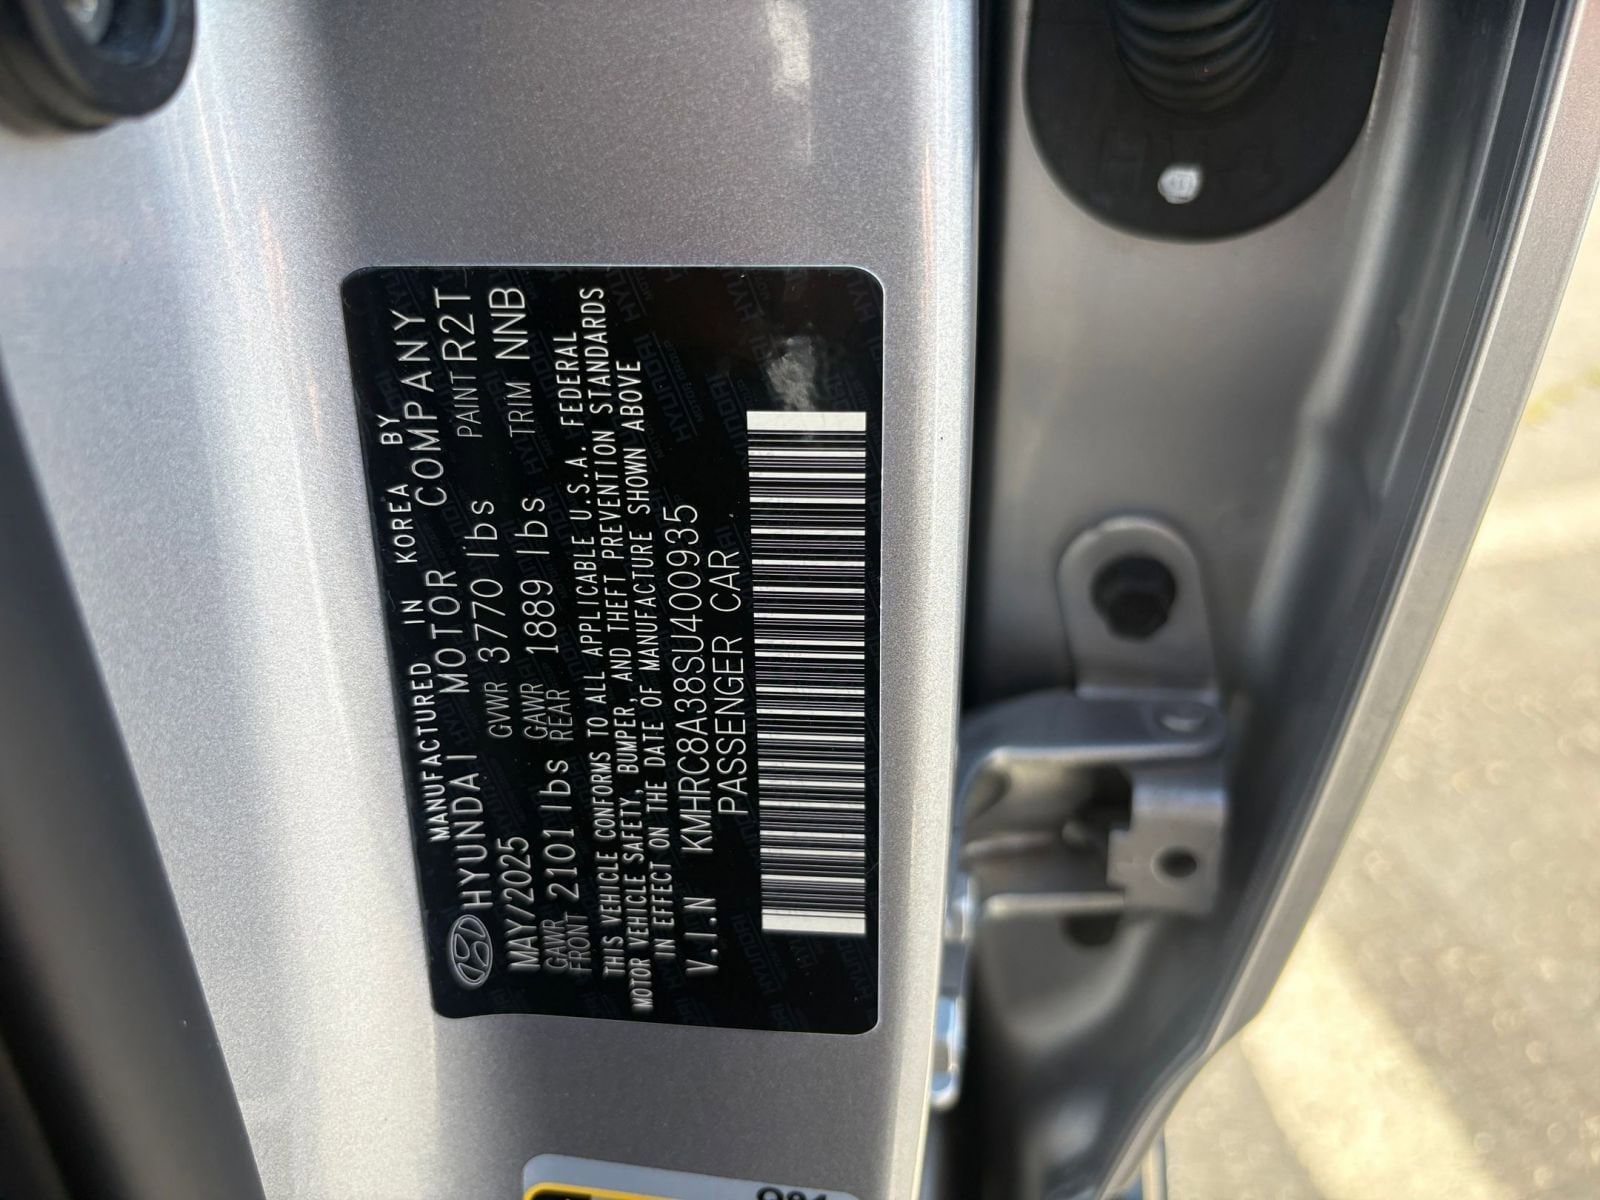 MANUFACTURED IN KOREA BY
HYUNDAI MOTOR COMPANY
MAY/2025 GVWR 3770 lbs PAINT R2T
GAWR FRONT 2101 lbs GAWR REAR 1889 lbs TRIM NNB
THIS VEHICLE CONFORMS TO ALL APPLICABLE U.S.A. FEDERAL
MOTOR VEHICLE SAFETY, BUMPER, AND THEFT PREVENTION STANDARDS
IN EFFECT ON THE DATE OF MANUFACTURE SHOWN ABOVE
V.I.N KMHRC8A38SU400935
PASSENGER CAR